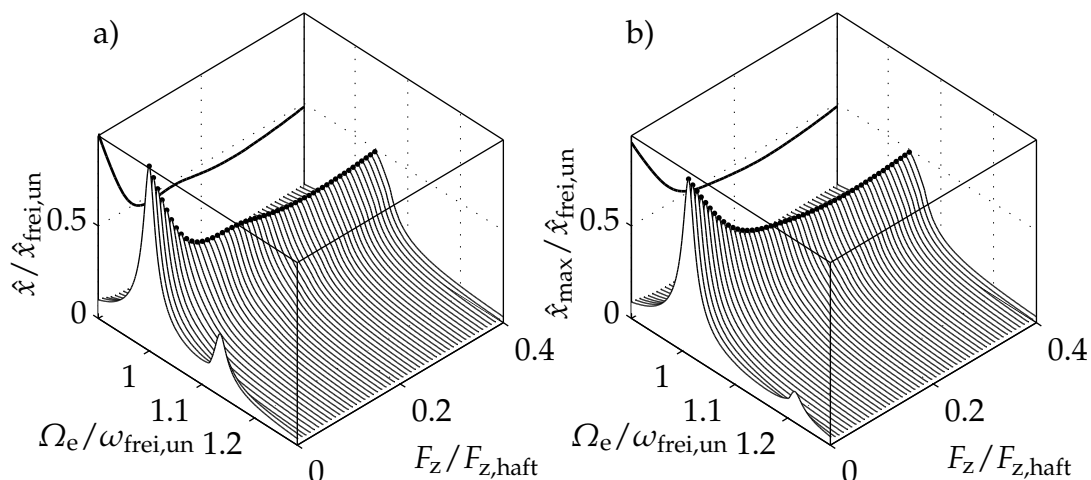 a)
b)
x̂/x̂frei,un
0.5
0
1
1.1
1.2
Ωe/ωfrei,un
0
0.2
0.4
Fz/Fz,haft
x̂max/x̂frei,un
0.5
0
1
1.1
1.2
Ωe/ωfrei,un
0
0.2
0.4
Fz/Fz,haft